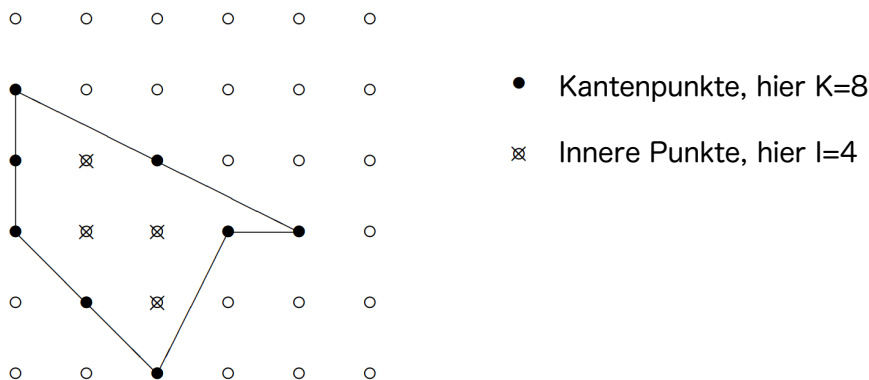 Kantenpunkte, hier K=8
Innere Punkte, hier I=4